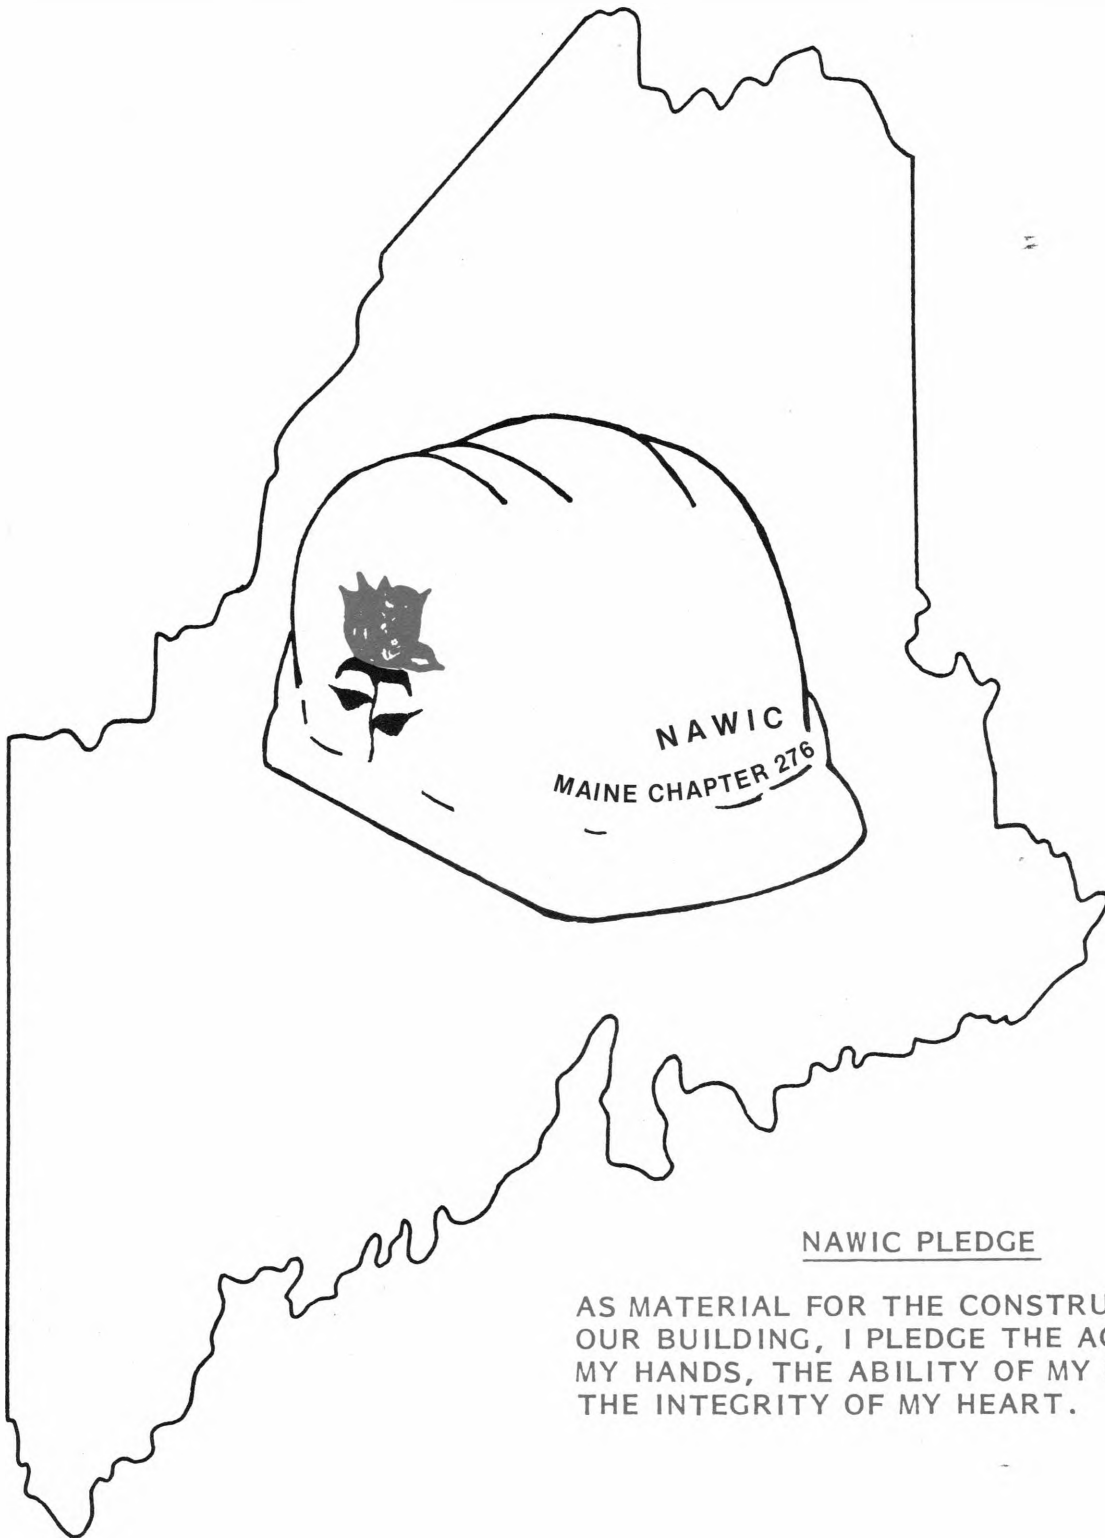 NAWIC
MAINE CHAPTER 276
NAWIC PLEDGE
AS MATERIAL FOR THE
OUR BUILDING, I PLEDGE THE
MY HANDS, THE ABILITY OF MY
THE INTEGRITY OF MY HEART.